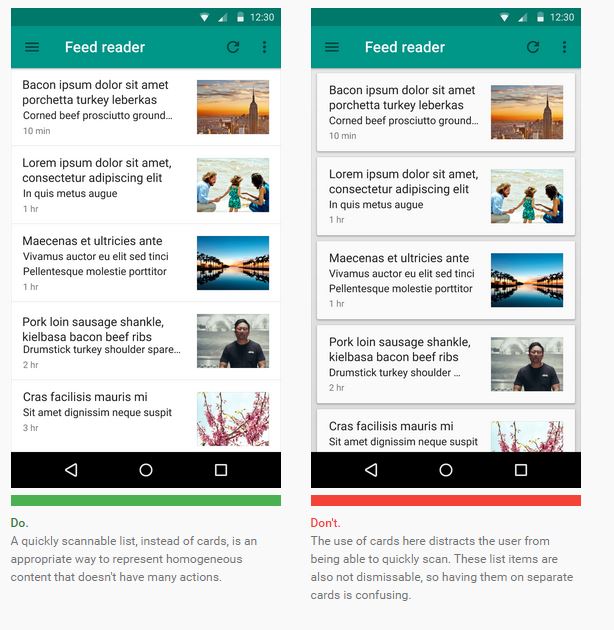 12:30
Feed reader
Bacon ipsum dolor sit amet
porchetta turkey leberkas
Corned beef prosciutto ground...
10 min
Lorem ipsum dolor sit amet,
consectetur adipiscing elit
In quis metus augue
1 hr
Maecenas et ultricies ante
Vivamus auctor eu elit sed tinci
Pellentesque molestie porttitor
1 hr
Pork loin sausage shankle,
kielbasa bacon beef ribs
Drumstick turkey shoulder spare...
2 hr
Cras facilisis mauris mi
Sit amet dignissim neque suspit
3 hr
Do.
A quickly scannable list, instead of cards, is an
appropriate way to represent homogeneous
content that doesn't have many actions.
12:30
Feed reader
Bacon ipsum dolor sit amet
porchetta turkey leberkas
Corned beef prosciutto ground...
10 min
Lorem ipsum dolor sit amet,
consectetur adipiscing elit
In quis metus augue
1 hr
Maecenas et ultricies ante
Vivamus auctor eu elit sed tinci
Pellentesque molestie porttitor
1 hr
Pork loin sausage shankle,
kielbasa bacon beef ribs
Drumstick turkey shoulder ...
2 hr
Cras facilisis mauris mi
Sit amet dignissim neque suspit
Don't.
The use of cards here distracts the user from
being able to quickly scan. These list items are
also not dismissable, so having them on separate
cards is confusing.